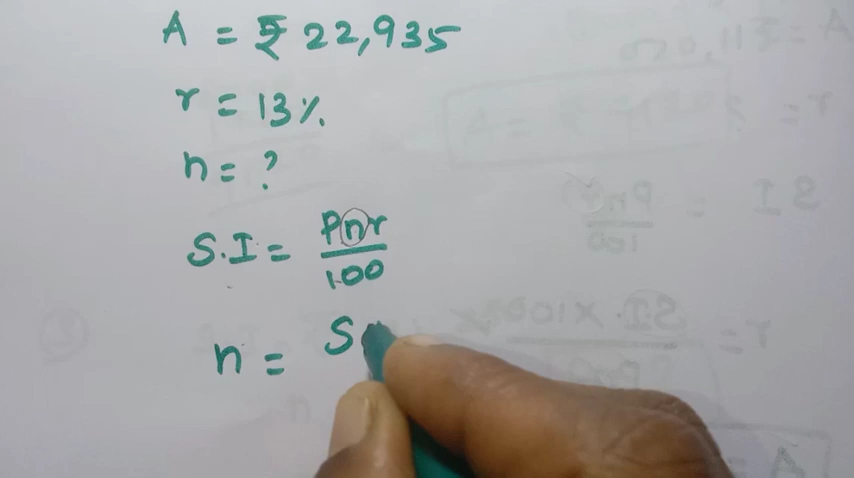 A = ₹ 22,935
r = 13%
n = ?
S.I = Pnr/100
n = S